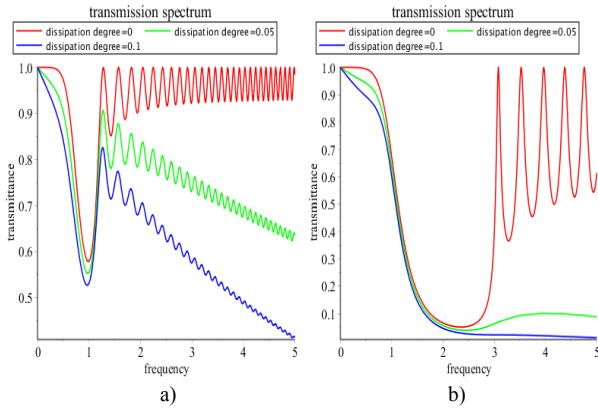 transmission spectrum
dissipation degree=0 dissipation degree=0.05
dissipation degree=0.1
1.0
0.9
0.8
0.7
0.6
0.5
transmittance
0 1 2 3 4 5
frequency
a)
transmission spectrum
dissipation degree=0 dissipation degree=0.05
dissipation degree=0.1
1.0
0.9
0.8
0.7
0.6
0.5
0.4
0.3
0.2
0.1
transmittance
0 1 2 3 4 5
frequency
b)